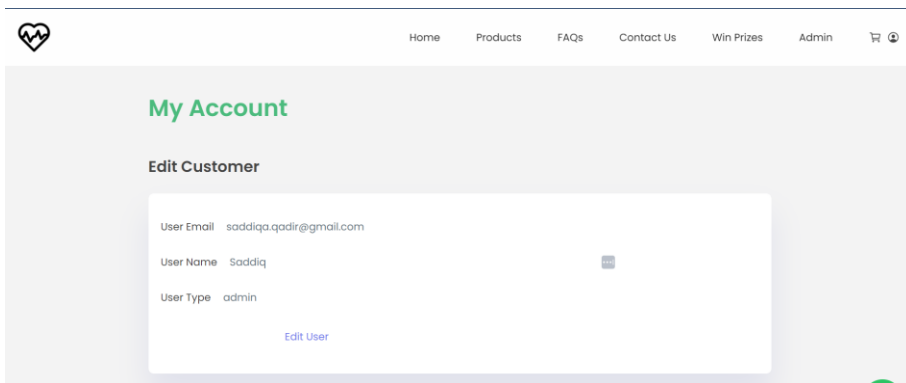 Home Products FAQs Contact Us Win Prizes Admin
My Account
Edit Customer
User Email saddiqa.qadir@gmail.com
User Name Saddiq
User Type admin
Edit User